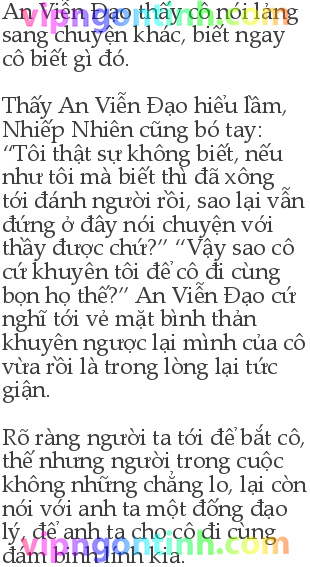 An Viễn Đạo thấy cô nói lảng
sang chuyện khác, biết ngay
cô biết gì đó.
Thấy An Viễn Đạo hiểu lầm,
Nhiếp Nhiên cũng bó tay:
“Tôi thật sự không biết, nếu
như tôi mà biết thì đã xông
tới đánh người rồi, sao lại vẫn
đứng ở đây nói chuyện với
thầy được chứ?” “Vậy sao cô
cứ khuyên tôi để cô đi cùng
bọn họ thế?” An Viễn Đạo cứ
nghĩ tới vẻ mặt bình thản
khuyên ngược lại mình của cô
vừa rồi là trong lòng lại tức
giận.
Rõ ràng người ta tới để bắt cô,
thế nhưng người trong cuộc
không những chẳng lo, lại còn
nói với anh ta một đống đạo
lý, để anh ta cho cô đi cùng
đám binh lính kia.
vipngontinh.com
vipngontinh.com